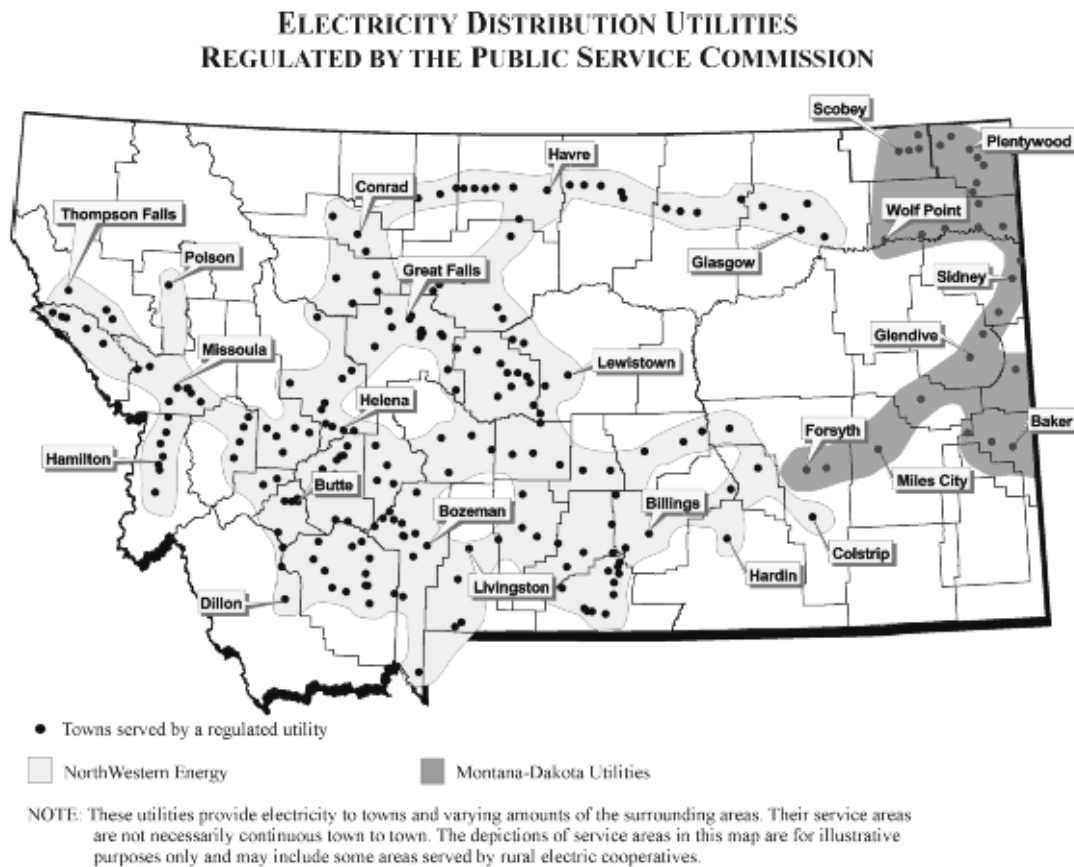 ELECTRICITY DISTRIBUTION UTILITIES
REGULATED BY THE PUBLIC SERVICE COMMISSION
Scobey
Plentywood
Havre
Conrad
Thompson Falls
Wolf Point
Polson
Glasgow
Great Falls
Sidney
Glendive
Missoula
Lewistown
Helena
Baker
Forsyth
Hamilton
Miles City
Butte
Billings
Bozeman
Colstrip
Hardin
Livingston
Dillon
Towns served by a regulated utility
NorthWestern Energy
Montana-Dakota Utilities
NOTE: These utilities provide electricity to towns and varying amounts of the surrounding areas. Their service areas
are not necessarily continuous town to town. The depictions of service areas in this map are for illustrative
purposes only and may include some areas served by rural electric cooperatives.